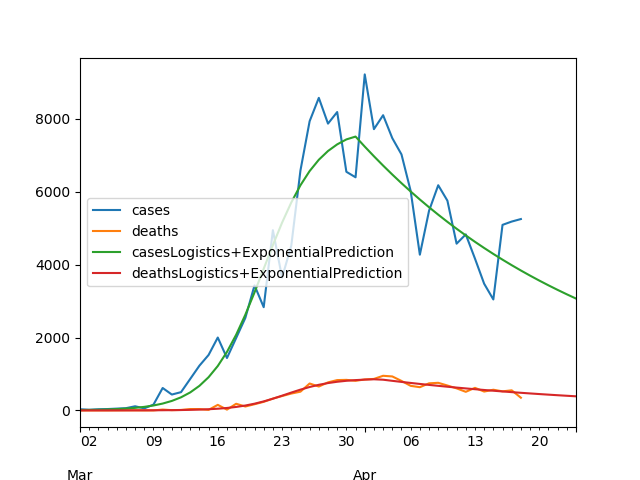 8000
6000
4000
2000
0
cases
deaths
casesLogistics+ExponentialPrediction
deathsLogistics+ExponentialPrediction
02 09 16 23 30 06 13 20
Mar Apr